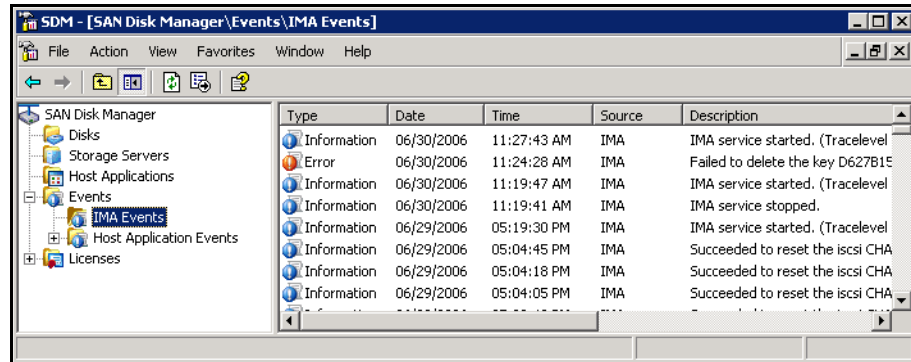 SDM - [SAN Disk Manager\Events\IMA Events]
File Action View Favorites Window Help
SAN Disk Manager
Disks
Storage Servers
Host Applications
Events
IMA Events
Host Application Events
Licenses
Type Date Time Source Description
Information 06/30/2006 11:27:43 AM IMA IMA service started. (Tracelevel
Error 06/30/2006 11:24:28 AM IMA Failed to delete the key D627B15
Information 06/30/2006 11:19:47 AM IMA IMA service started. (Tracelevel
Information 06/30/2006 11:19:41 AM IMA IMA service stopped.
Information 06/29/2006 05:19:30 PM IMA IMA service started. (Tracelevel
Information 06/29/2006 05:04:45 PM IMA Succeeded to reset the iscsi CHA
Information 06/29/2006 05:04:18 PM IMA Succeeded to reset the iscsi CHA
Information 06/29/2006 05:04:05 PM IMA Succeeded to reset the iscsi CHA